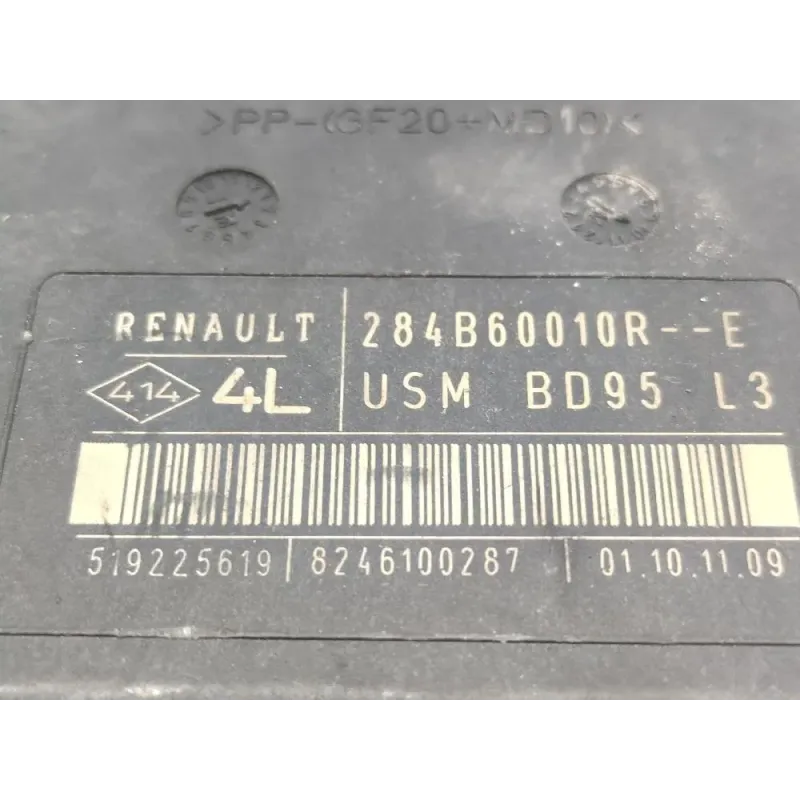 >PP-(GF20+MD10)<
RENAULT 284B60010R--E
414 4L USM BD95 L3
519225619 8246100287 01.10.11.09